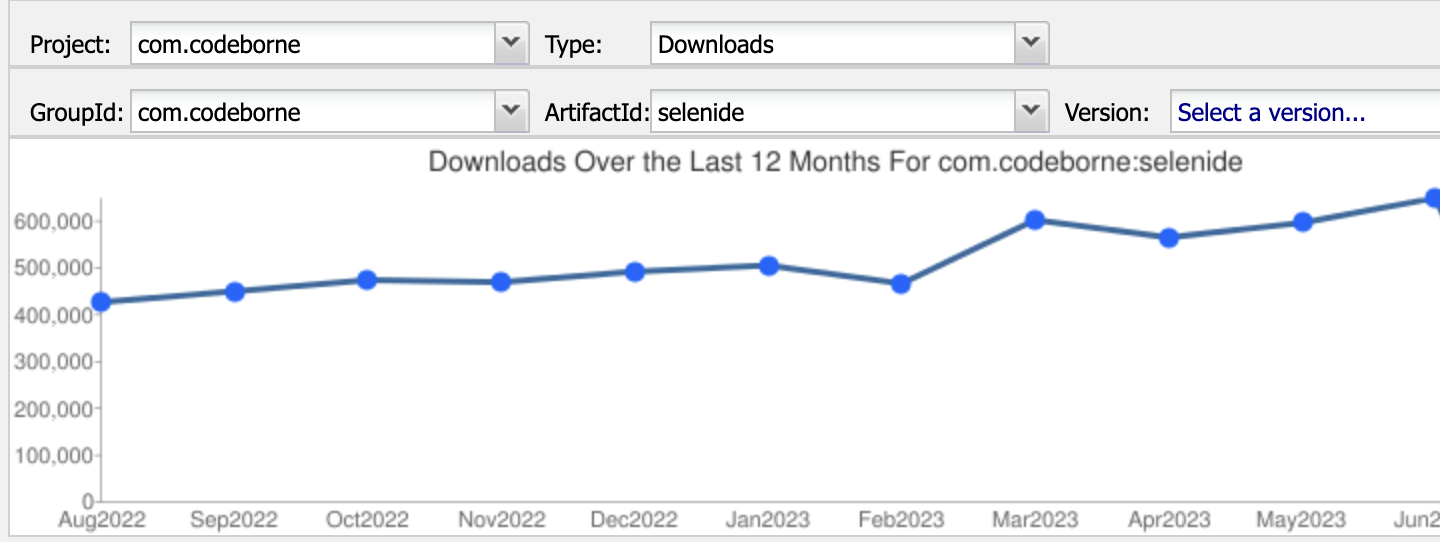 Project: com.codeborne Type: Downloads
GroupId: com.codeborne ArtifactId: selenide Version: Select a version...
Downloads Over the Last 12 Months For com.codeborne:selenide
600,000
500,000
400,000
300,000
200,000
100,000
0
Aug2022 Sep2022 Oct2022 Nov2022 Dec2022 Jan2023 Feb2023 Mar2023 Apr2023 May2023 Jun2